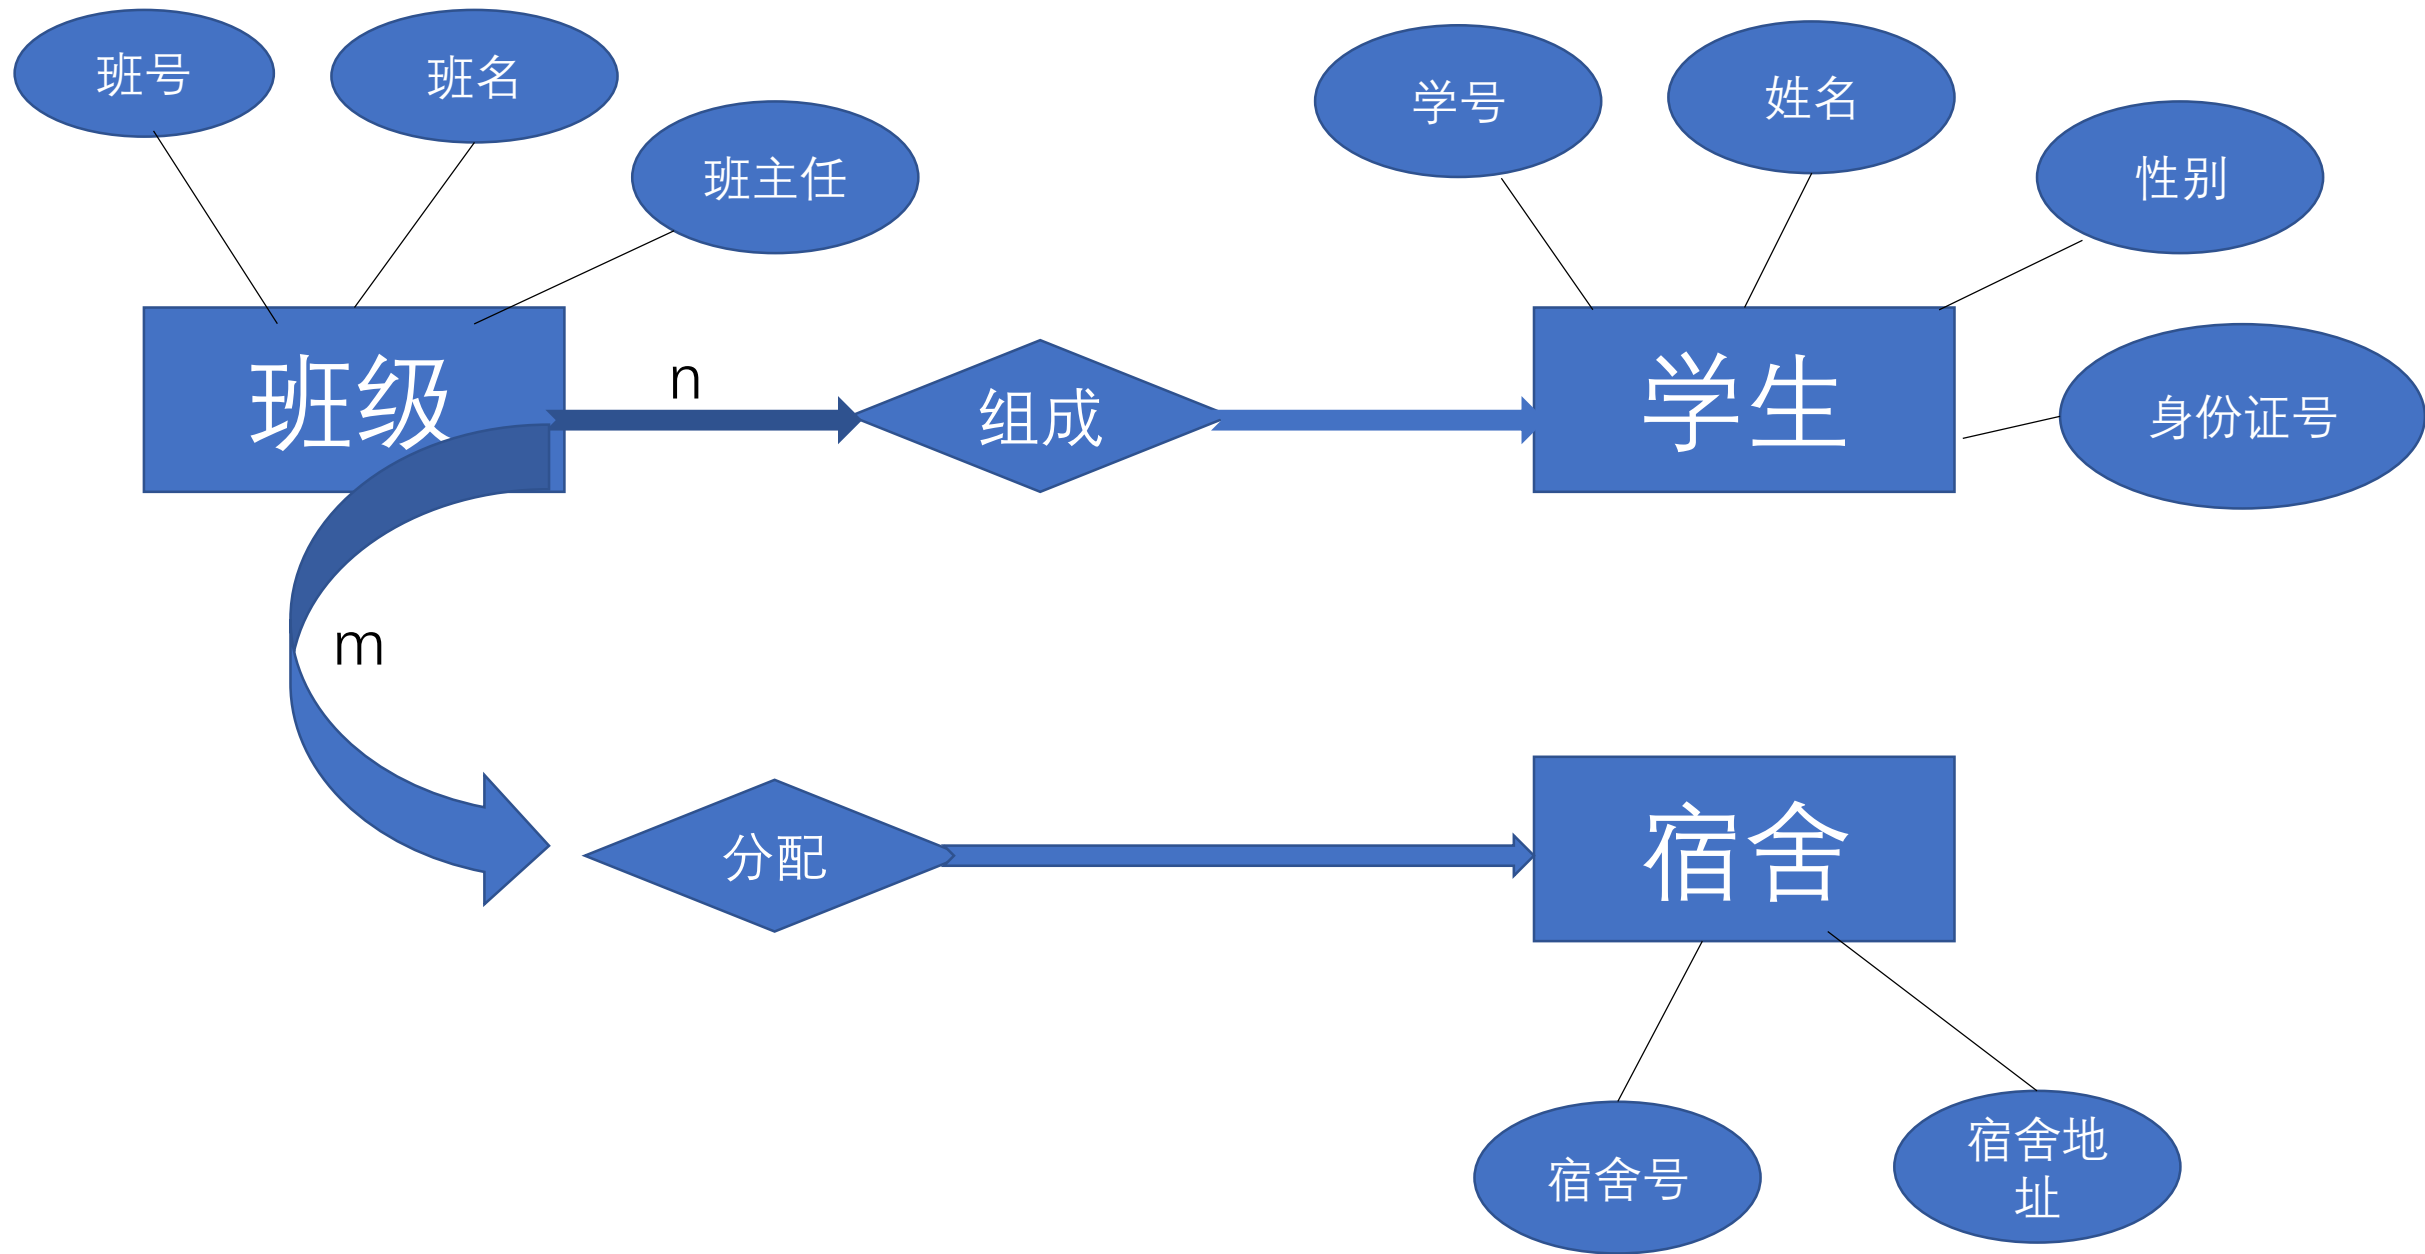 班号
班名
班主任
学号
姓名
性别
班级
n
组成
学生
身份证号
m
分配
宿舍
宿舍号
宿舍地
址